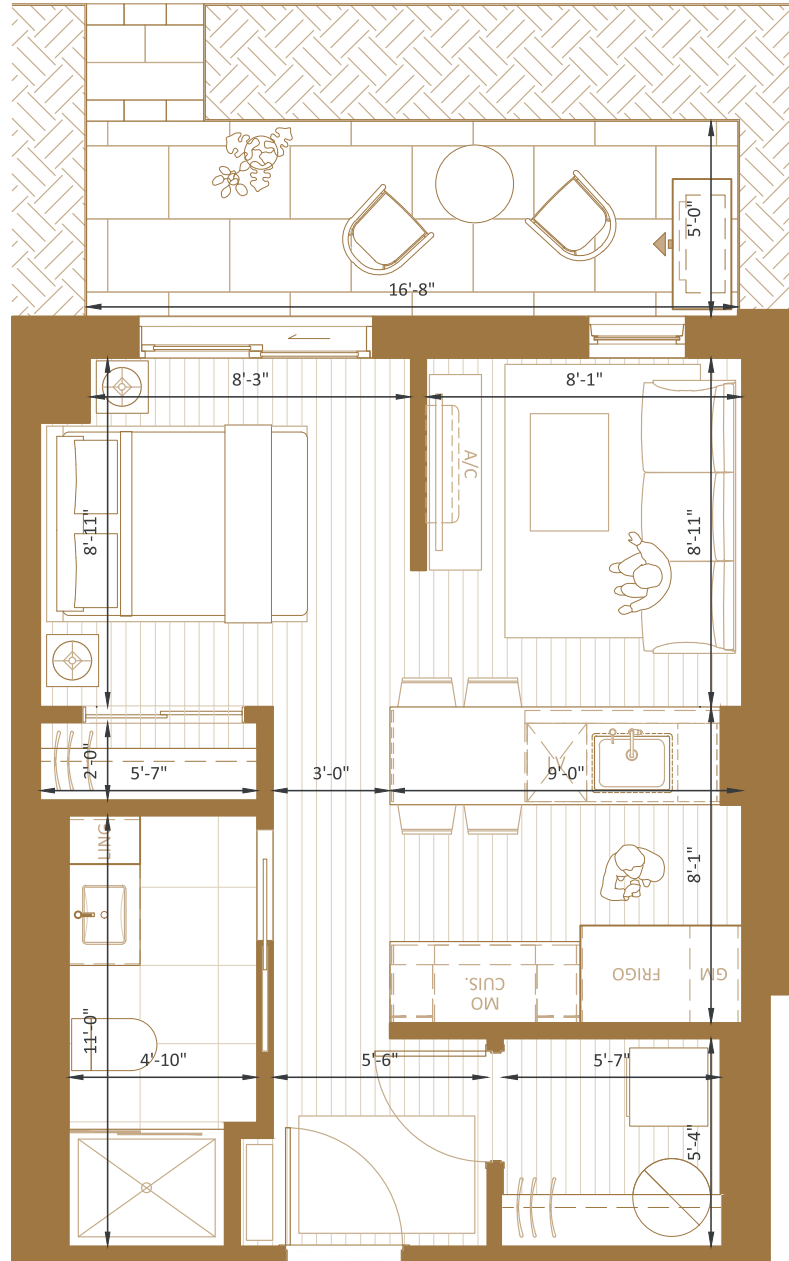 5'-0"
16'-8"
8'-3"
8'-1"
A/C
8'-11"
8'-11"
2'-0"
5'-7"
3'-0"
LV
9'-0"
LING
8'-1"
MO
CUIS.
FRIGO
GM
11'-0"
4'-10"
5'-6"
5'-7"
5'-4"